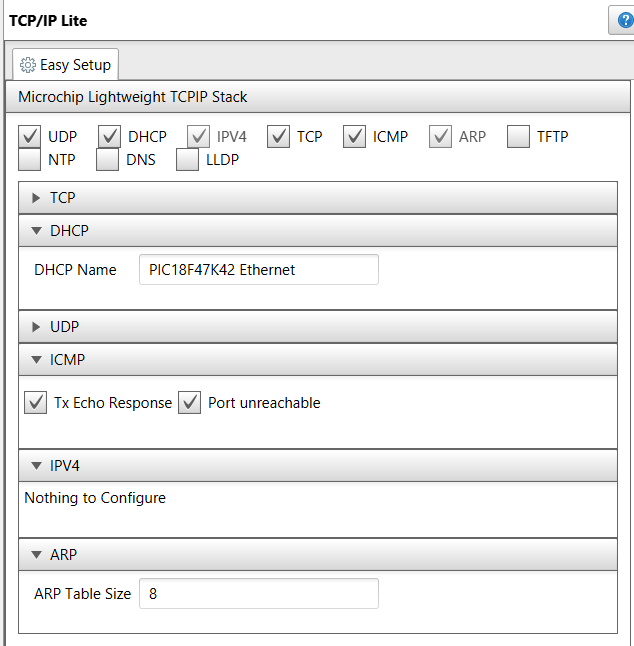 TCP/IP Lite
?
Easy Setup
Microchip Lightweight TCPIP Stack
UDP DHCP IPV4 TCP ICMP ARP TFTP
NTP DNS LLDP
TCP
DHCP
DHCP Name PIC18F47K42 Ethernet
UDP
ICMP
Tx Echo Response Port unreachable
IPV4
Nothing to Configure
ARP
ARP Table Size 8